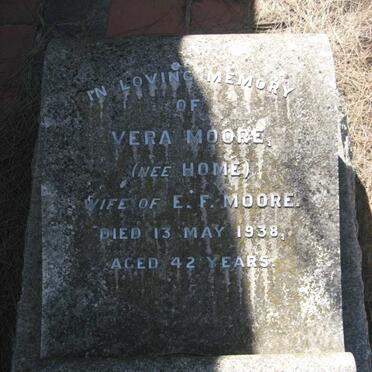 IN LOVING MEMORY
OF
VERA MOORE.
(NEE HOME)
WIFE OF E. F. MOORE.
DIED 13 MAY 1938,
AGED 42 YEARS.